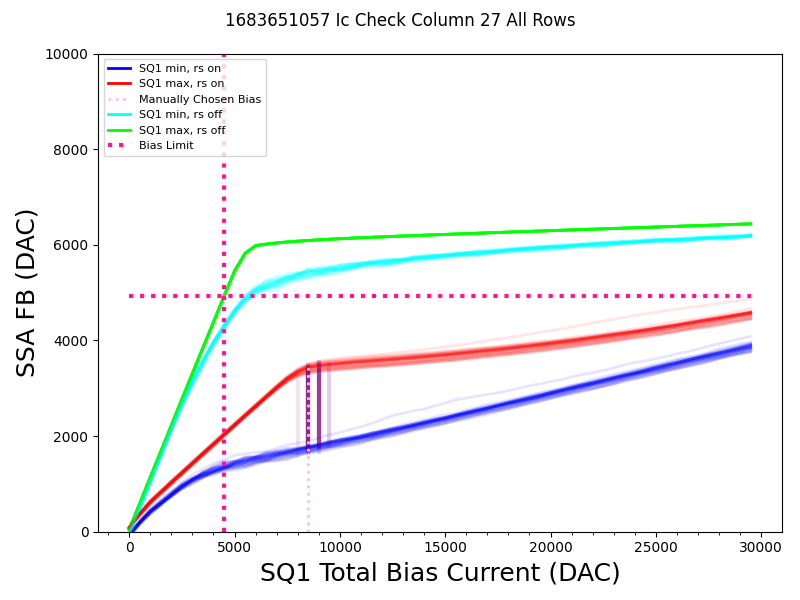 1683651057 Ic Check Column 27 All Rows
10000
8000
6000
4000
2000
0
SSA FB (DAC)
SQ1 min, rs on
SQ1 max, rs on
Manually Chosen Bias
SQ1 min, rs off
SQ1 max, rs off
Bias Limit
0 5000 10000 15000 20000 25000 30000
SQ1 Total Bias Current (DAC)